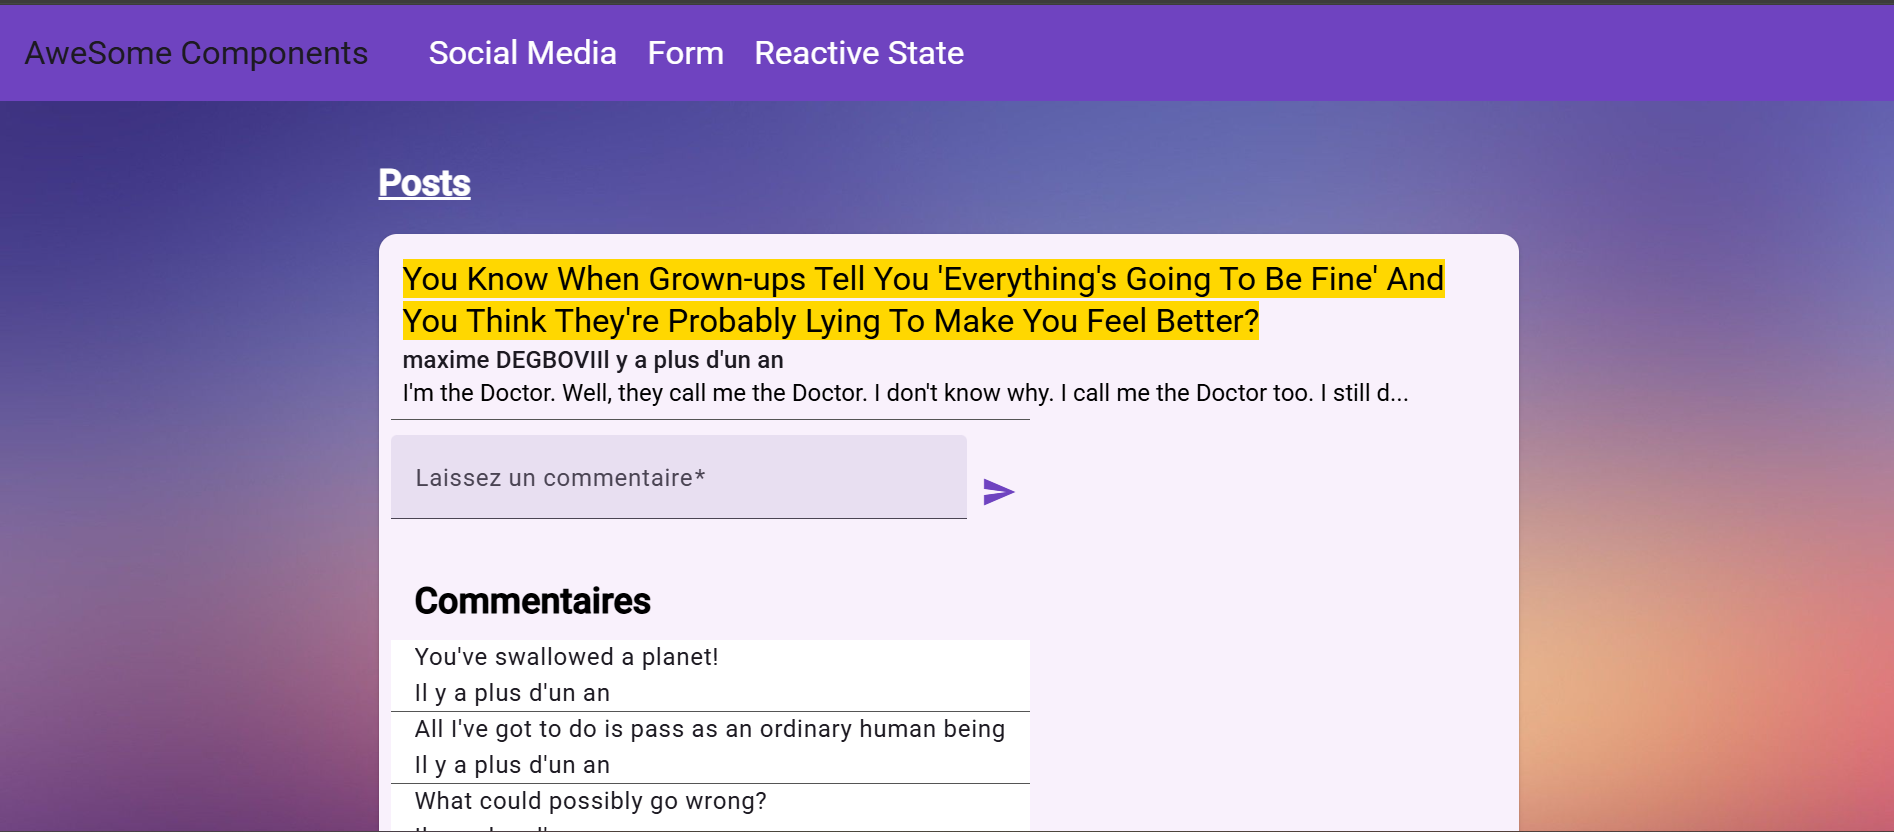 AweSome Components Social Media Form Reactive State
Posts
You Know When Grown-ups Tell You 'Everything's Going To Be Fine' And
You Think They're Probably Lying To Make You Feel Better?
maxime DEGBOVIIl y a plus d'un an
I'm the Doctor. Well, they call me the Doctor. I don't know why. I call me the Doctor too. I still d...
Laissez un commentaire*
Commentaires
You've swallowed a planet!
Il y a plus d'un an
All I've got to do is pass as an ordinary human being
Il y a plus d'un an
What could possibly go wrong?